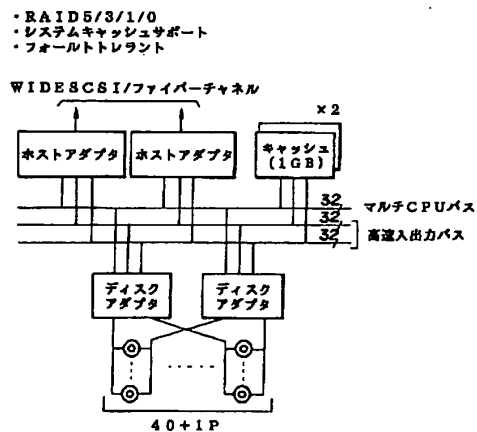 ・RAID5/3/1/0
・システムキャッシュサポート
・フォールトトレラント
WIDESCSI/ファイバーチャネル
×2
ホストアダプタ
ホストアダプタ
キャッシュ
(1GB)
32
マルチCPUバス
32
32
高速入出力バス
ディスク
アダプタ
ディスク
アダプタ
40+1P